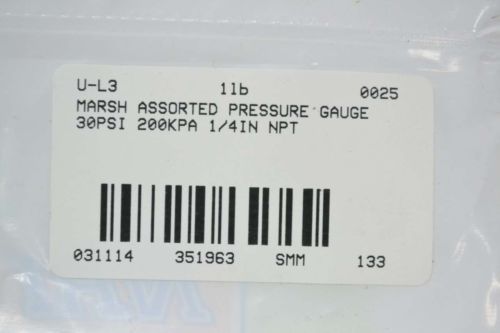 U-L3 1lb 0025
MARSH ASSORTED PRESSURE GAUGE
30PSI 200KPA 1/4IN NPT
031114 351963 SMM 133